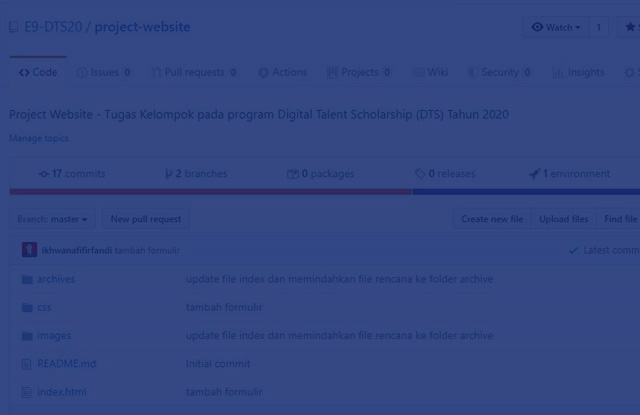 E9-DTS20 / project-website
Watch 1
Code Issues 0 Pull requests 0 Actions Projects 0 Wiki Security 0 Insights
Project Website - Tugas Kelompok pada program Digital Talent Scholarship (DTS) Tahun 2020
Manage topics
17 commits 2 branches 0 packages 0 releases 1 environment
Branch: master New pull request Create new file Upload files Find file
ikhwanafifirfandi tambah formulir Latest comm
archives update file index dan memindahkan file rencana ke folder archive
css tambah formulir
images update file index dan memindahkan file rencana ke folder archive
README.md Initial commit
index.html tambah formulir